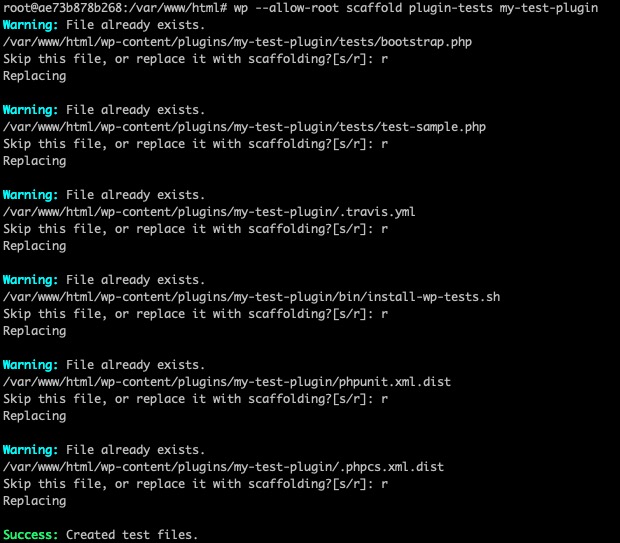 root@ae73b878b268:/var/www/html# wp --allow-root scaffold plugin-tests my-test-plugin
Warning: File already exists.
/var/www/html/wp-content/plugins/my-test-plugin/tests/bootstrap.php
Skip this file, or replace it with scaffolding?[s/r]: r
Replacing
Warning: File already exists.
/var/www/html/wp-content/plugins/my-test-plugin/tests/test-sample.php
Skip this file, or replace it with scaffolding?[s/r]: r
Replacing
Warning: File already exists.
/var/www/html/wp-content/plugins/my-test-plugin/.travis.yml
Skip this file, or replace it with scaffolding?[s/r]: r
Replacing
Warning: File already exists.
/var/www/html/wp-content/plugins/my-test-plugin/bin/install-wp-tests.sh
Skip this file, or replace it with scaffolding?[s/r]: r
Replacing
Warning: File already exists.
/var/www/html/wp-content/plugins/my-test-plugin/phpunit.xml.dist
Skip this file, or replace it with scaffolding?[s/r]: r
Replacing
Warning: File already exists.
/var/www/html/wp-content/plugins/my-test-plugin/.phpcs.xml.dist
Skip this file, or replace it with scaffolding?[s/r]: r
Replacing
Success: Created test files.